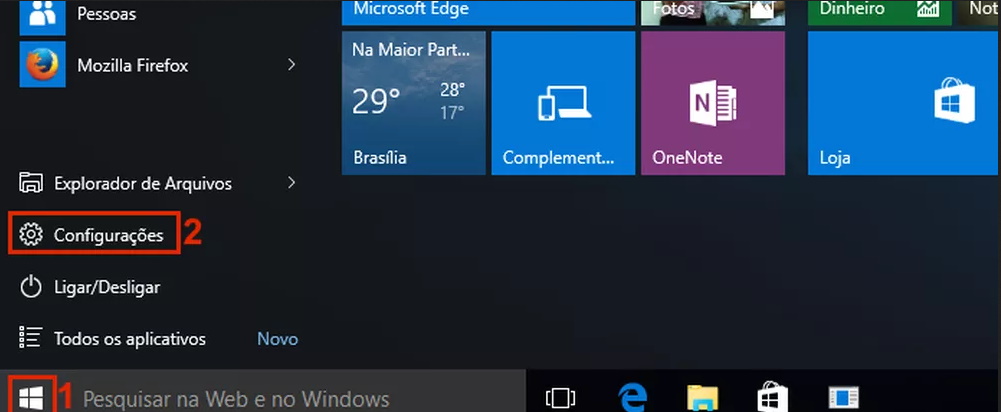 Pessoas
Mozilla Firefox
Explorador de Arquivos
Configurações 2
Ligar/Desligar
Todos os aplicativos Novo
1 Pesquisar na Web e no Windows
Microsoft Edge
Fotos
Dinheiro
Not
Na Maior Part...
29° 28°
17°
Brasília
Complement...
N
OneNote
Loja